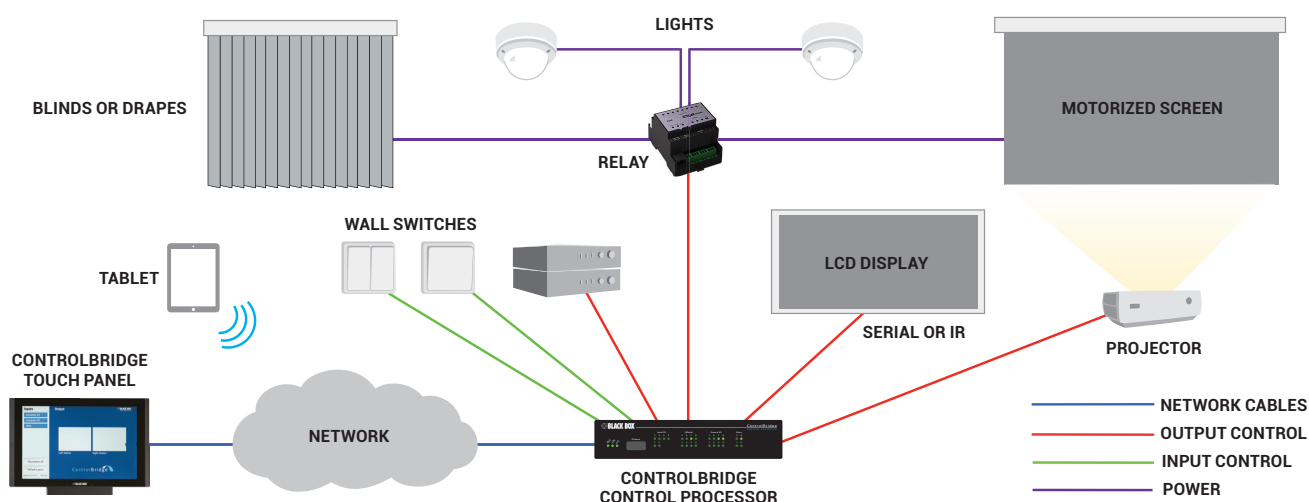 LIGHTS
BLINDS OR DRAPES
MOTORIZED SCREEN
RELAY
WALL SWITCHES
TABLET
LCD DISPLAY
SERIAL OR IR
PROJECTOR
CONTROLBRIDGE
TOUCH PANEL
NETWORK
BLACK BOX
ControlBridge
CONTROLBRIDGE
CONTROL PROCESSOR
NETWORK CABLES
OUTPUT CONTROL
INPUT CONTROL
POWER